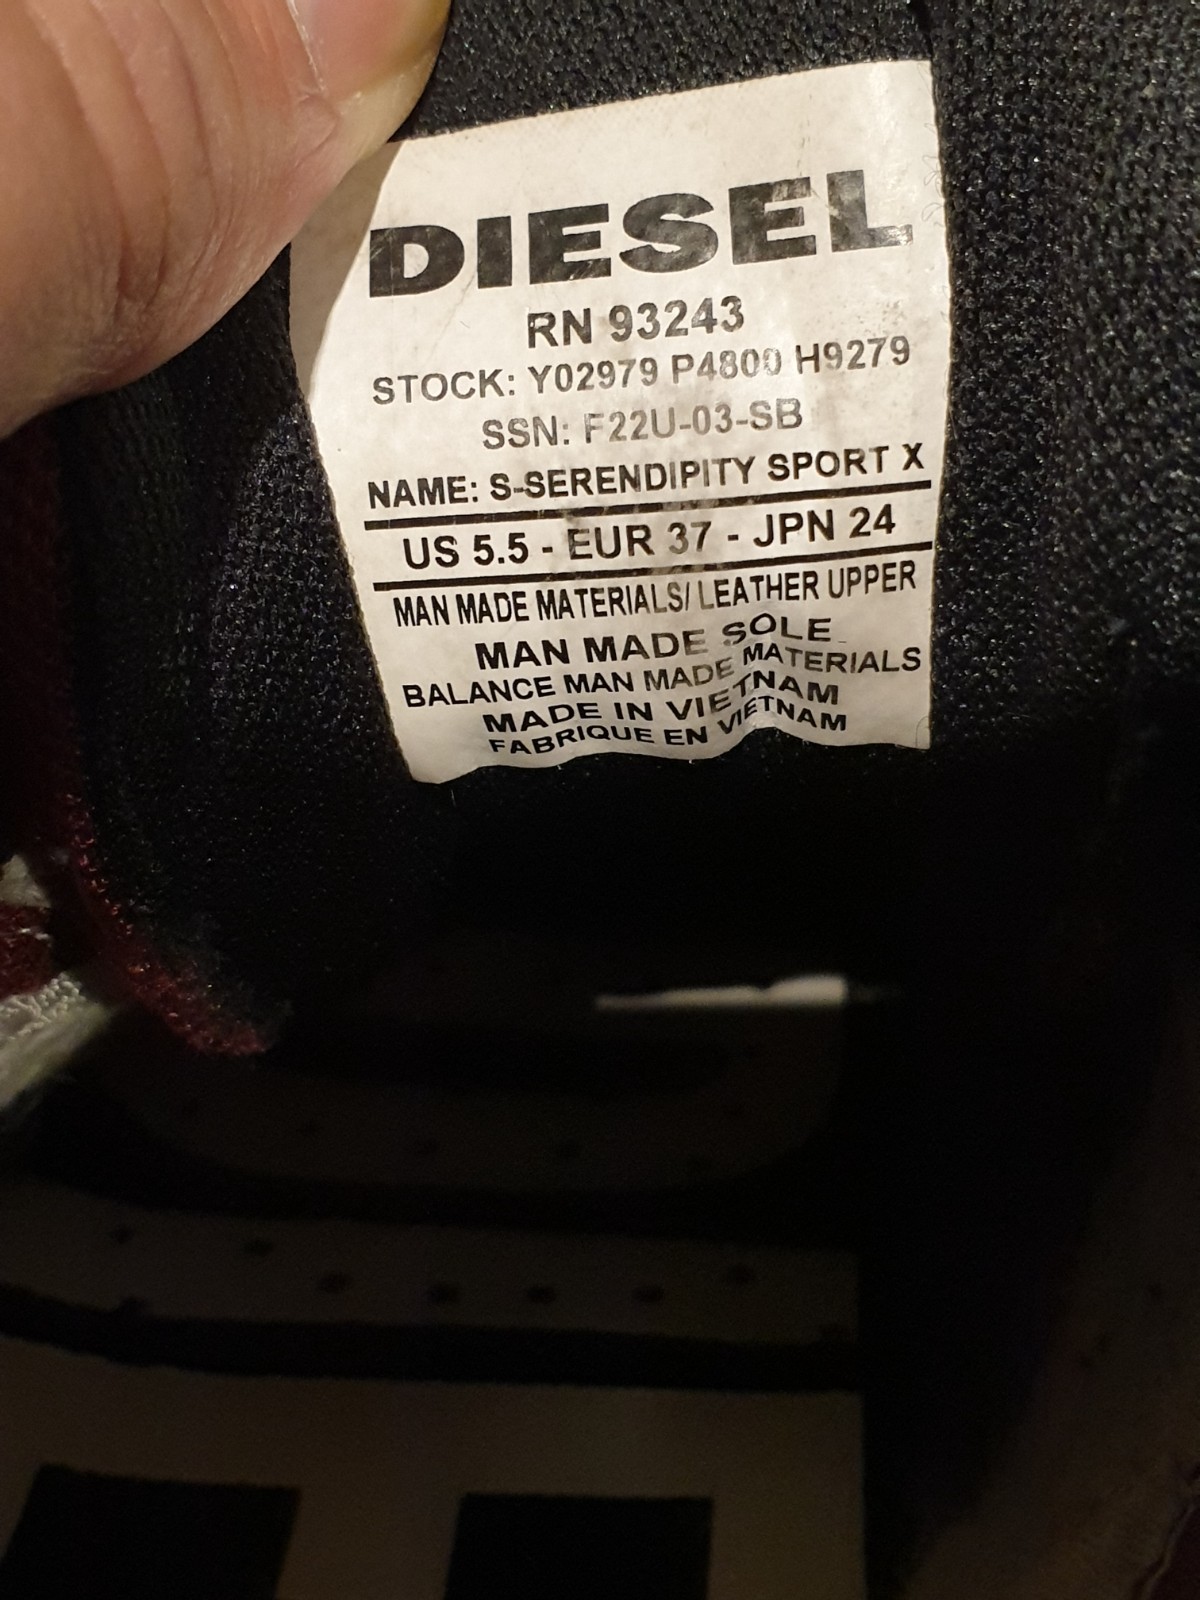 DIESEL
RN 93243
STOCK: Y02979 P4800 H9279
SSN: F22U-03-SB
NAME: S-SERENDIPITY SPORT X
US 5.5 - EUR 37 - JPN 24
MAN MADE MATERIALS/ LEATHER UPPER
MAN MADE SOLE
BALANCE MAN MADE MATERIALS
MADE IN VIETNAM
FABRIQUE EN VIETNAM